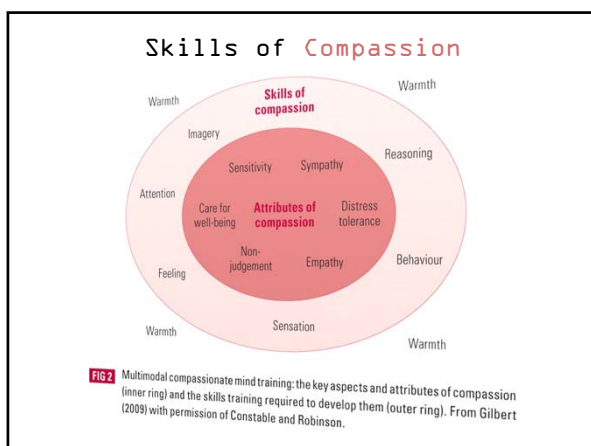 Skills of Compassion
Warmth
Skills of
compassion
Warmth
Imagery
Reasoning
Sensitivity
Sympathy
Attention
Care for
well-being
Attributes of
compassion
Distress
tolerance
Non-
judgement
Empathy
Behaviour
Feeling
Sensation
Warmth
Warmth
FIG 2 Multimodal compassionate mind training: the key aspects and attributes of compassion
(inner ring) and the skills training required to develop them (outer ring). From Gilbert
(2009) with permission of Constable and Robinson.